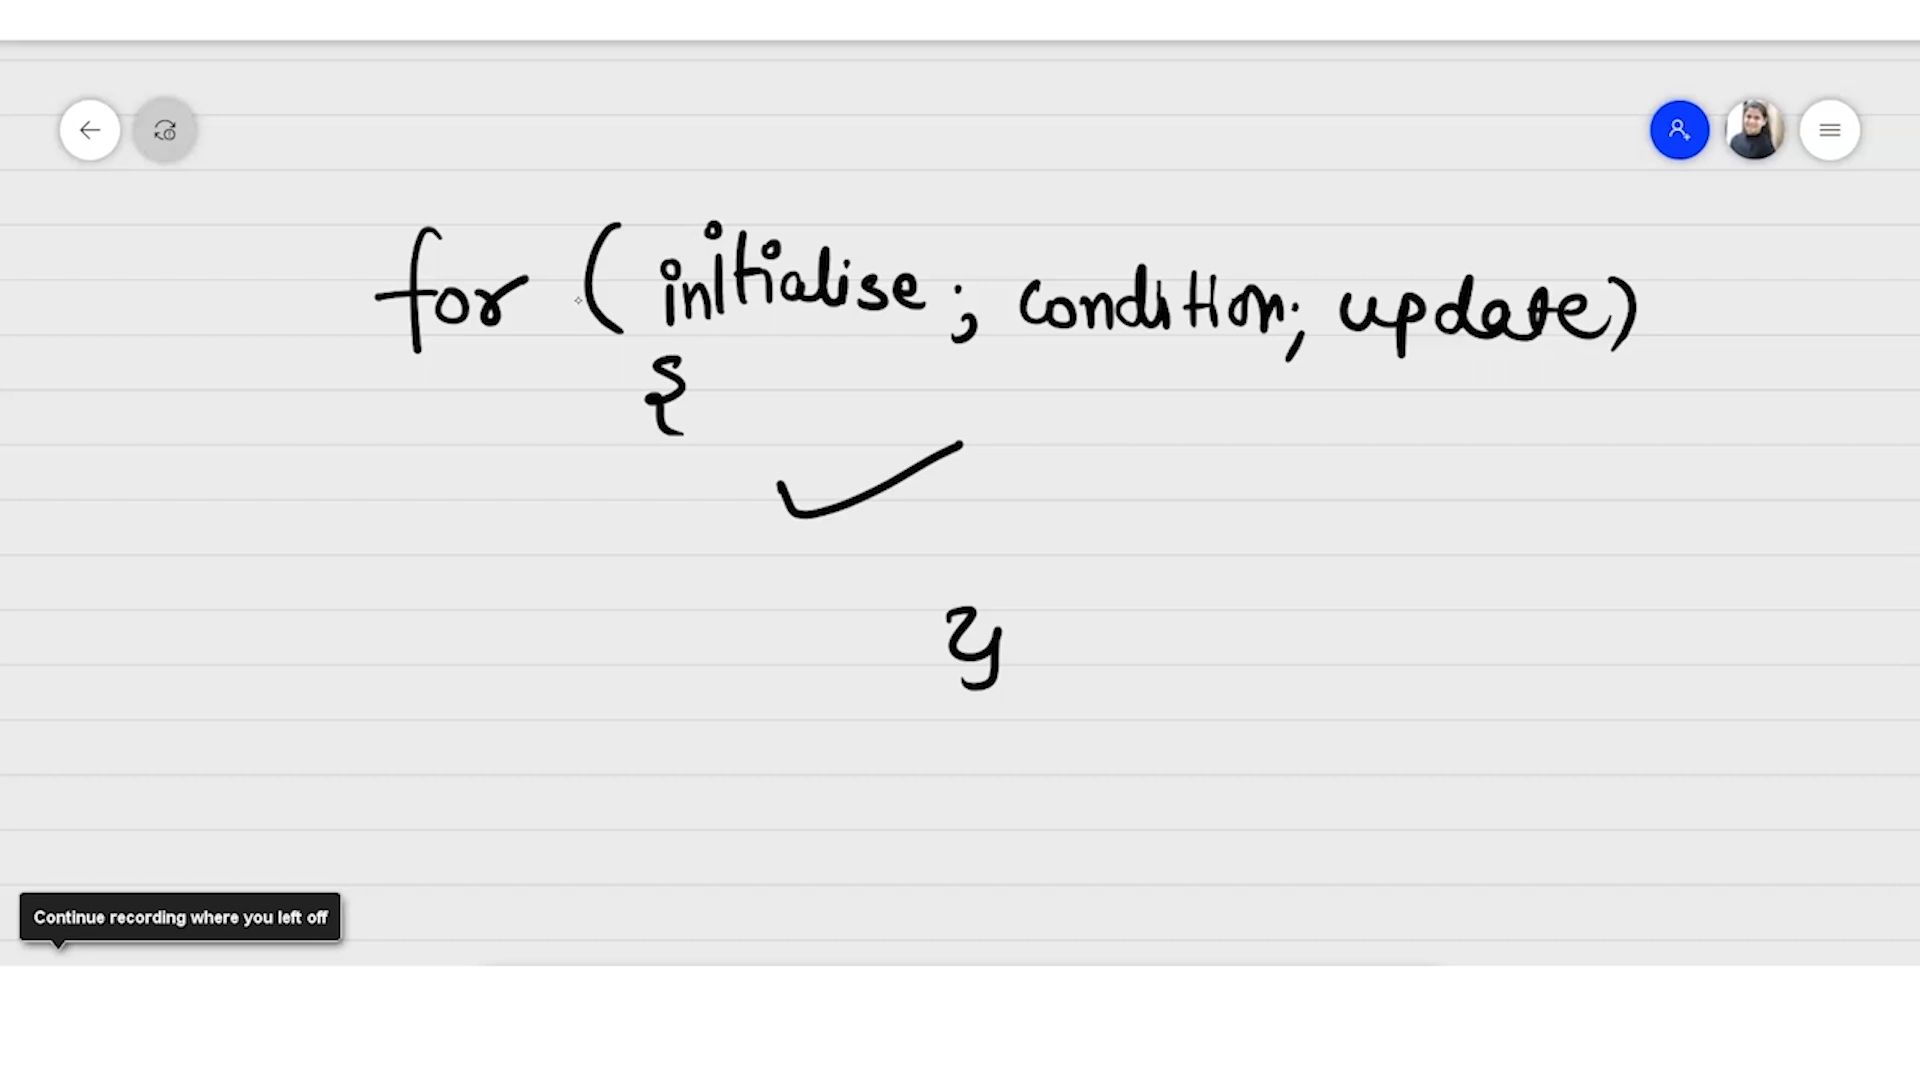 for ( initialise ; condition ; update)
{
}
Continue recording where you left off